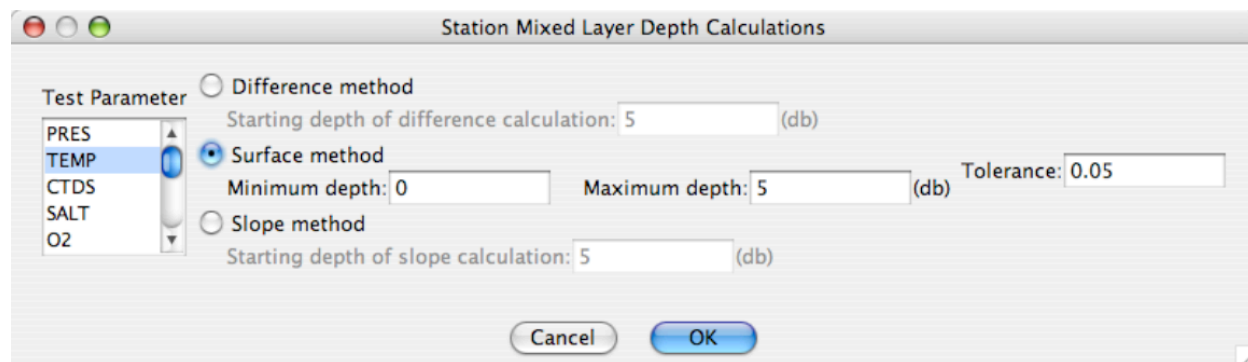 Station Mixed Layer Depth Calculations
Test Parameter
PRES
TEMP
CTDS
SALT
O2
Difference method
Starting depth of difference calculation: 5 (db)
Surface method
Minimum depth: 0 Maximum depth: 5 (db)
Slope method
Starting depth of slope calculation: 5 (db)
Tolerance: 0.05
Cancel OK